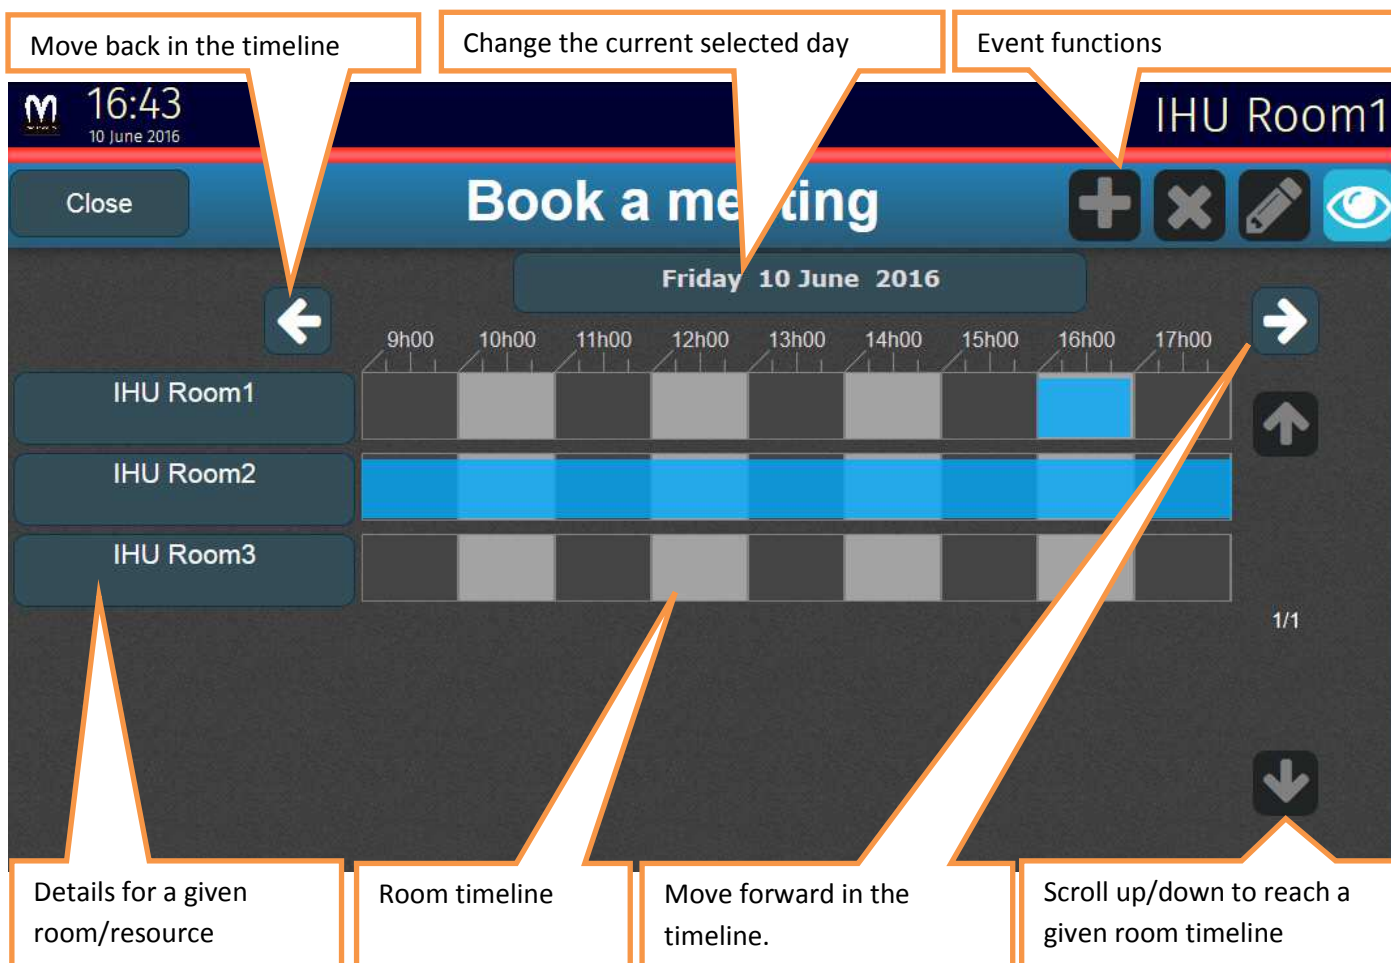 Move back in the timeline
Change the current selected day
Event functions
16:43
10 June 2016
IHU Room1
Close
Book a me ting
Friday 10 June 2016
9h00 10h00 11h00 12h00 13h00 14h00 15h00 16h00 17h00
IHU Room1
IHU Room2
IHU Room3
1/1
Details for a given
room/resource
Room timeline
Move forward in the
timeline.
Scroll up/down to reach a
given room timeline